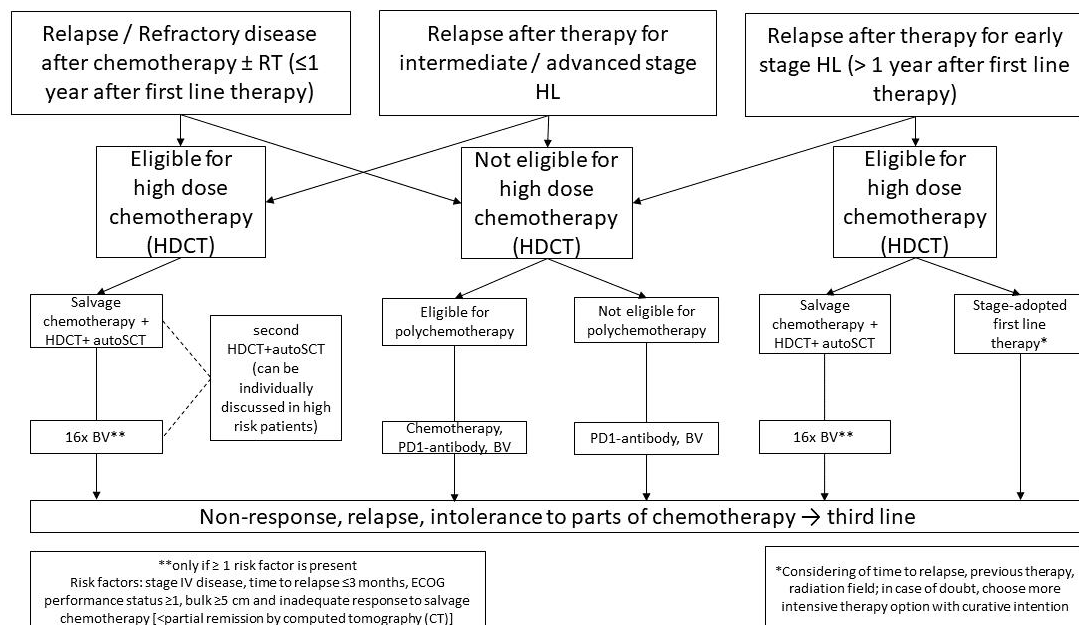 Relapse / Refractory disease
after chemotherapy ± RT (≤1
year after first line therapy)
Relapse after therapy for
intermediate / advanced stage
HL
Relapse after therapy for early
stage HL (> 1 year after first line
therapy)
Eligible for
high dose
chemotherapy
(HDCT)
Not eligible for
high dose
chemotherapy
(HDCT)
Eligible for
high dose
chemotherapy
(HDCT)
Salvage
chemotherapy +
HDCT+ autoSCT
second
HDCT+autoSCT
(can be
individually
discussed in high
risk patients)
Eligible for
polychemotherapy
Not eligible for
polychemotherapy
Salvage
chemotherapy +
HDCT+ autoSCT
Stage-adopted
first line
therapy*
16x BV**
Chemotherapy,
PD1-antibody, BV
PD1-antibody, BV
16x BV**
Non-response, relapse, intolerance to parts of chemotherapy → third line
**only if ≥ 1 risk factor is present
Risk factors: stage IV disease, time to relapse ≤3 months, ECOG
performance status ≥1, bulk ≥5 cm and inadequate response to salvage
chemotherapy [<partial remission by computed tomography (CT)]
*Considering of time to relapse, previous therapy,
radiation field; in case of doubt, choose more
intensive therapy option with curative intention